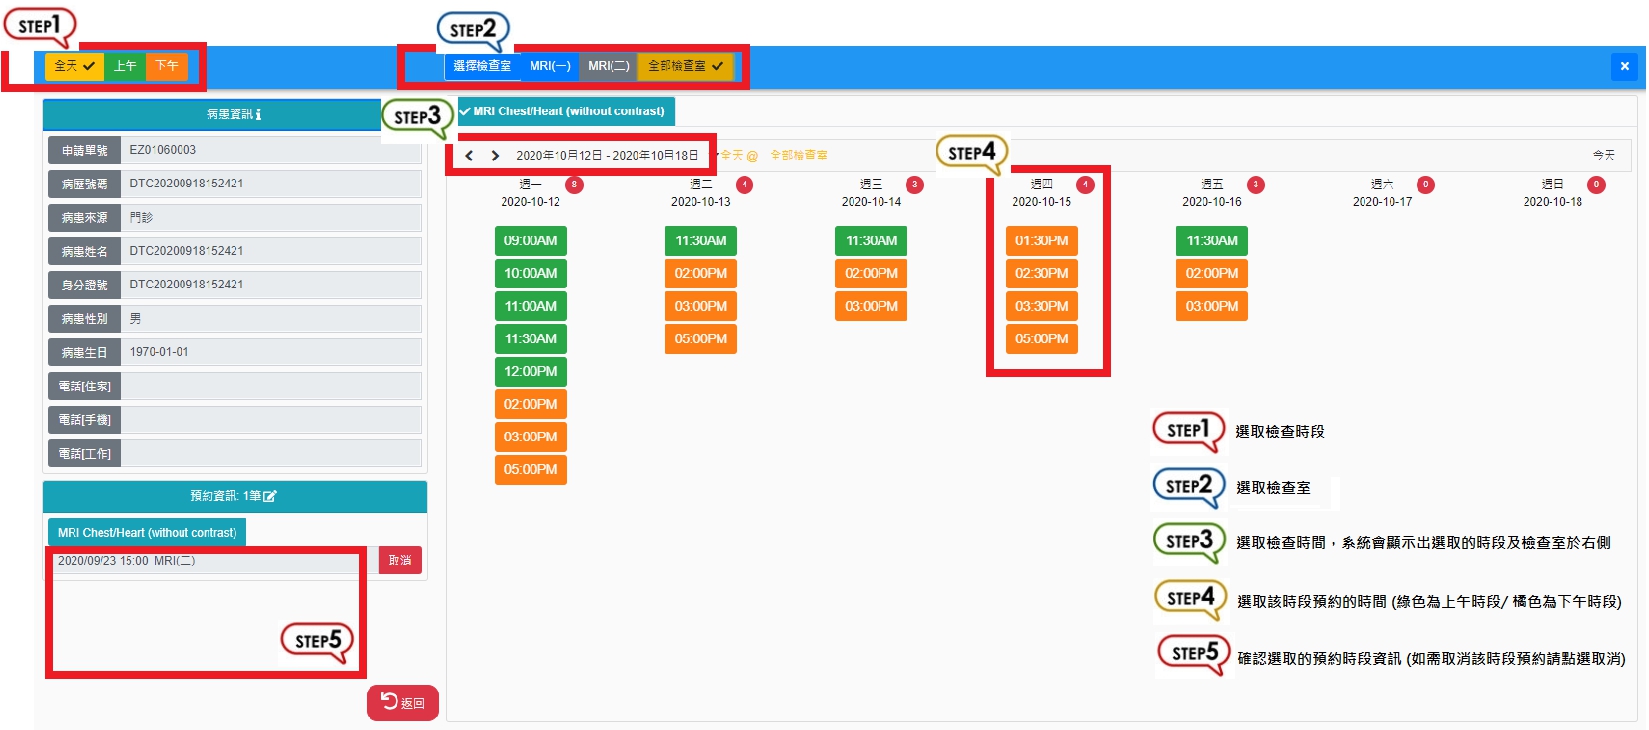 STEP1
STEP2
全天 上午 下午
選擇檢查室 MRI(一) MRI(二) 全部檢查室
×
病患資訊
申請單號 EZ01060003
病歷號碼 DTC20200918152421
病患來源 門診
病患姓名 DTC20200918152421
身分證號 DTC20200918152421
病患性別 男
病患生日 1970-01-01
電話[住家]
電話[手機]
電話[工作]
預約資訊: 1筆
MRI Chest/Heart (without contrast)
2020/09/23 15:00 MRI(二) 取消
STEP5
返回
STEP3
MRI Chest/Heart (without contrast)
2020年10月12日 - 2020年10月18日 全天 @ 全部檢查室 今天
STEP4
週一 8
2020-10-12
09:00AM
10:00AM
11:00AM
11:30AM
12:00PM
02:00PM
03:00PM
05:00PM
週二 4
2020-10-13
11:30AM
02:00PM
03:00PM
05:00PM
週三 3
2020-10-14
11:30AM
02:00PM
03:00PM
週四 4
2020-10-15
01:30PM
02:30PM
03:30PM
05:00PM
週五 3
2020-10-16
11:30AM
02:00PM
03:00PM
週六 0
2020-10-17
週日 0
2020-10-18
STEP1 選取檢查時段
STEP2 選取檢查室
STEP3 選取檢查時間，系統會顯示出選取的時段及檢查室於右側
STEP4 選取該時段預約的時間 (綠色為上午時段/ 橘色為下午時段)
STEP5 確認選取的預約時段資訊 (如需取消該時段預約請點選取消)